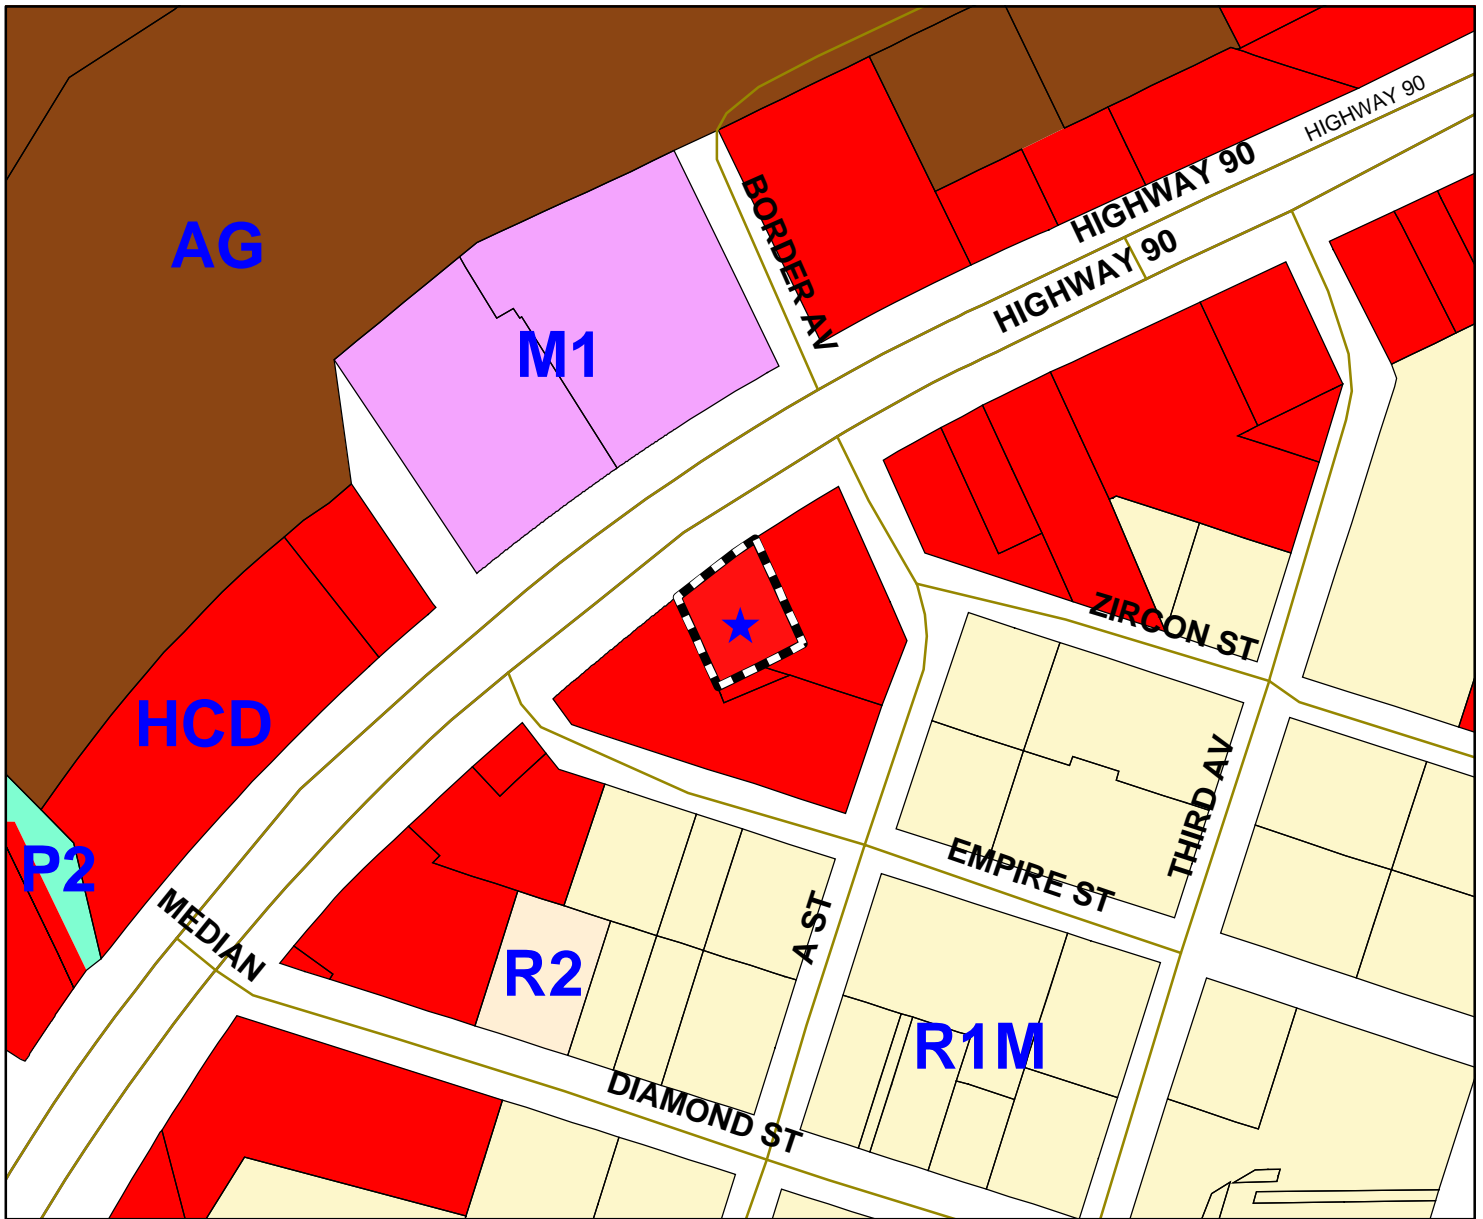 HIGHWAY 90
HIGHWAY 90
HIGHWAY 90
BORDER AV
AG
M1
ZIRCON ST
HCD
THIRD AV
P2
EMPIRE ST
MEDIAN
A ST
R2
R1M
DIAMOND ST